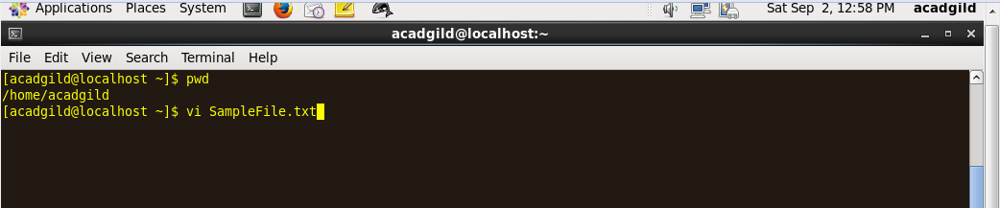 Applications Places System Sat Sep 2, 12:58 PM acadgild
acadgild@localhost:~
File Edit View Search Terminal Help
[acadgild@localhost ~]$ pwd
/home/acadgild
[acadgild@localhost ~]$ vi SampleFile.txt